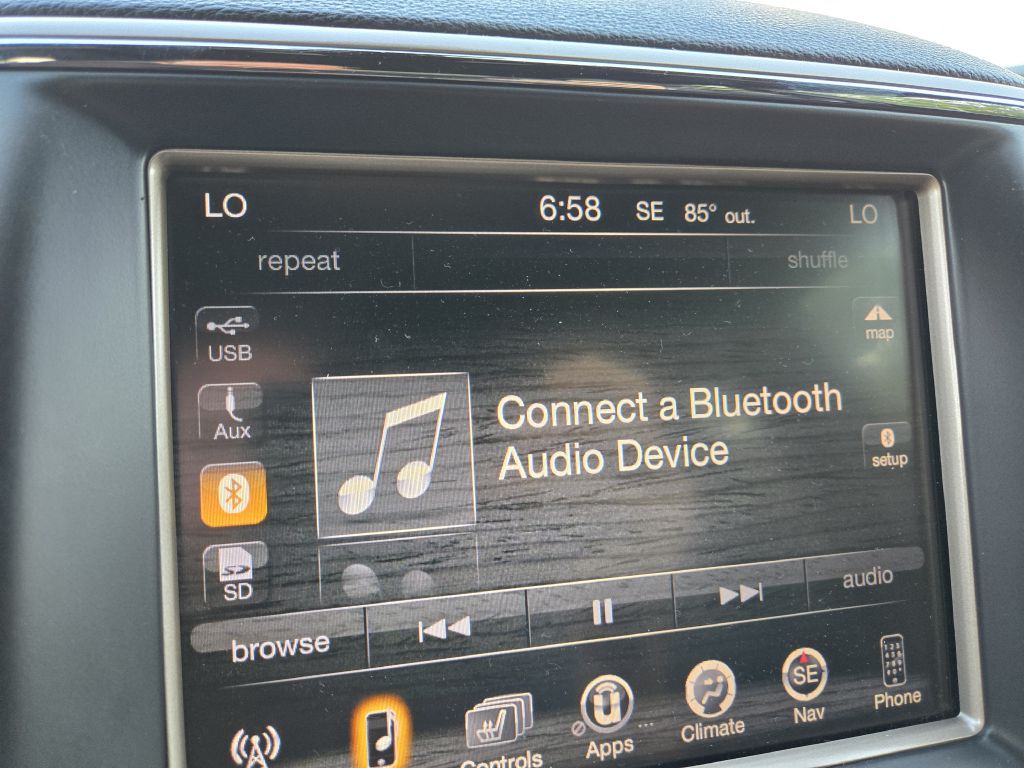 LO 6:58 SE 85° out. LO
repeat shuffle
USB
map
Aux
Connect a Bluetooth
Audio Device
setup
SD
browse audio
Controls Apps Climate Nav Phone
SE